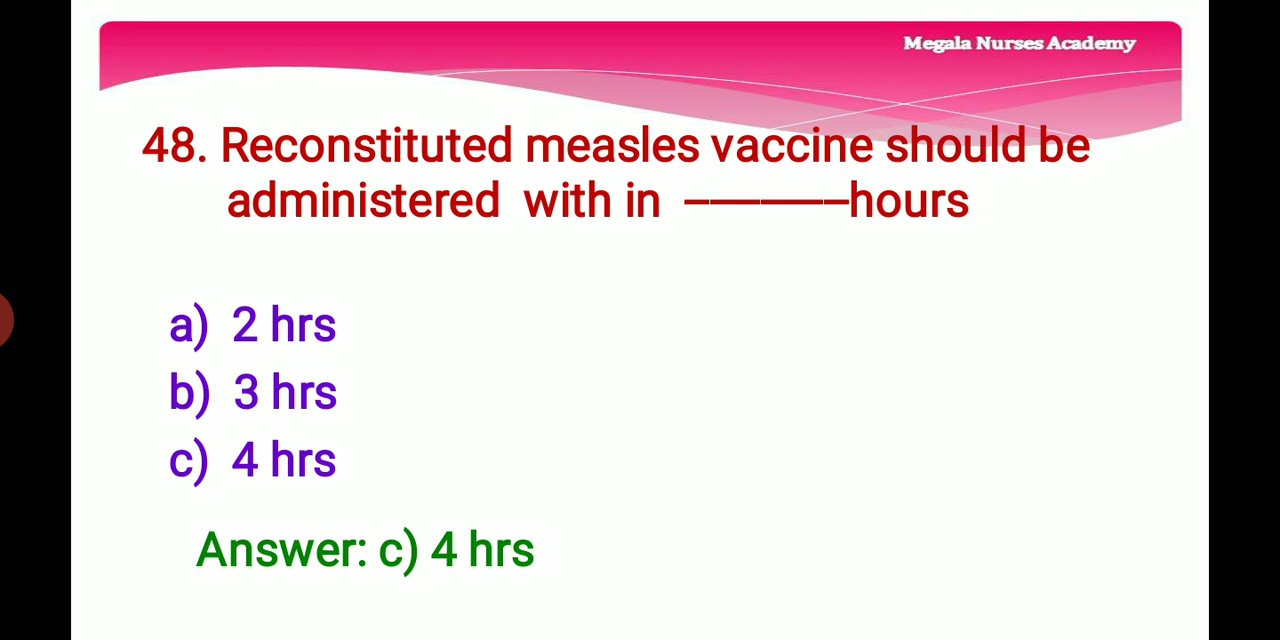 Megala Nurses Academy
48. Reconstituted measles vaccine should be
administered with in ————hours
a) 2 hrs
b) 3 hrs
c) 4 hrs
Answer: c) 4 hrs